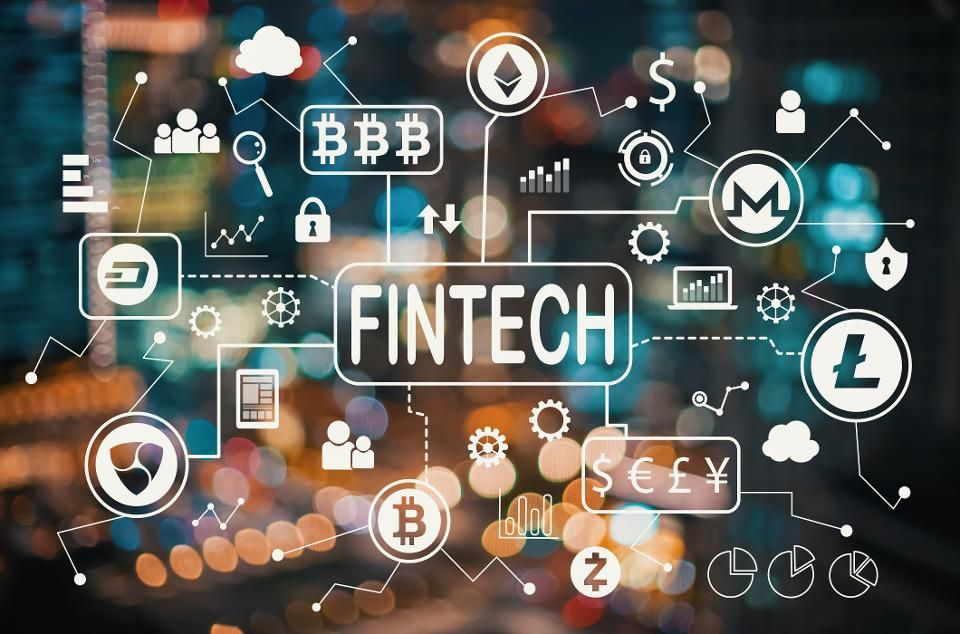 $
₿₿₿
FINTECH
$ € £ ¥
₿